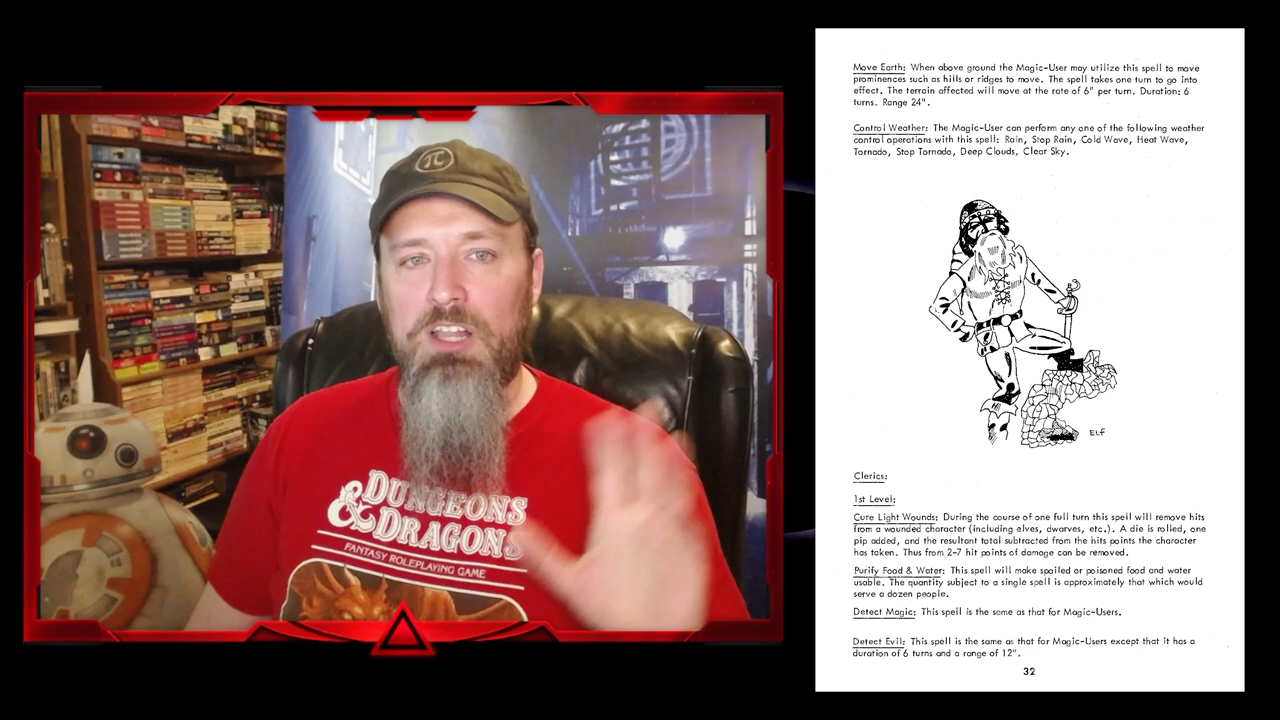 π
DUNGEONS
& DRAGONS
FANTASY ROLEPLAYING GAME
Move Earth: When above ground the Magic-User may utilize this spell to move
prominences such as hills or ridges to move. The spell takes one turn to go into
effect. The terrain affected will move at the rate of 6" per turn. Duration: 6
turns. Range 24".
Control Weather: The Magic-User can perform any one of the following weather
control operations with this spell: Rain, Stop Rain, Cold Wave, Heat Wave,
Tornado, Stop Tornado, Deep Clouds, Clear Sky.
ELF
Clerics:
1st Level:
Cure Light Wounds: During the course of one full turn this spell will remove hits
from a wounded character (including elves, dwarves, etc.). A die is rolled, one
pip added, and the resultant total subtracted from the hits points the character
has taken. Thus from 2-7 hit points of damage can be removed.
Purify Food & Water: This spell will make spoiled or poisoned food and water
usable. The quantity subject to a single spell is approximately that which would
serve a dozen people.
Detect Magic: This spell is the same as that for Magic-Users.
Detect Evil: This spell is the same as that for Magic-Users except that it has a
duration of 6 turns and a range of 12".
32